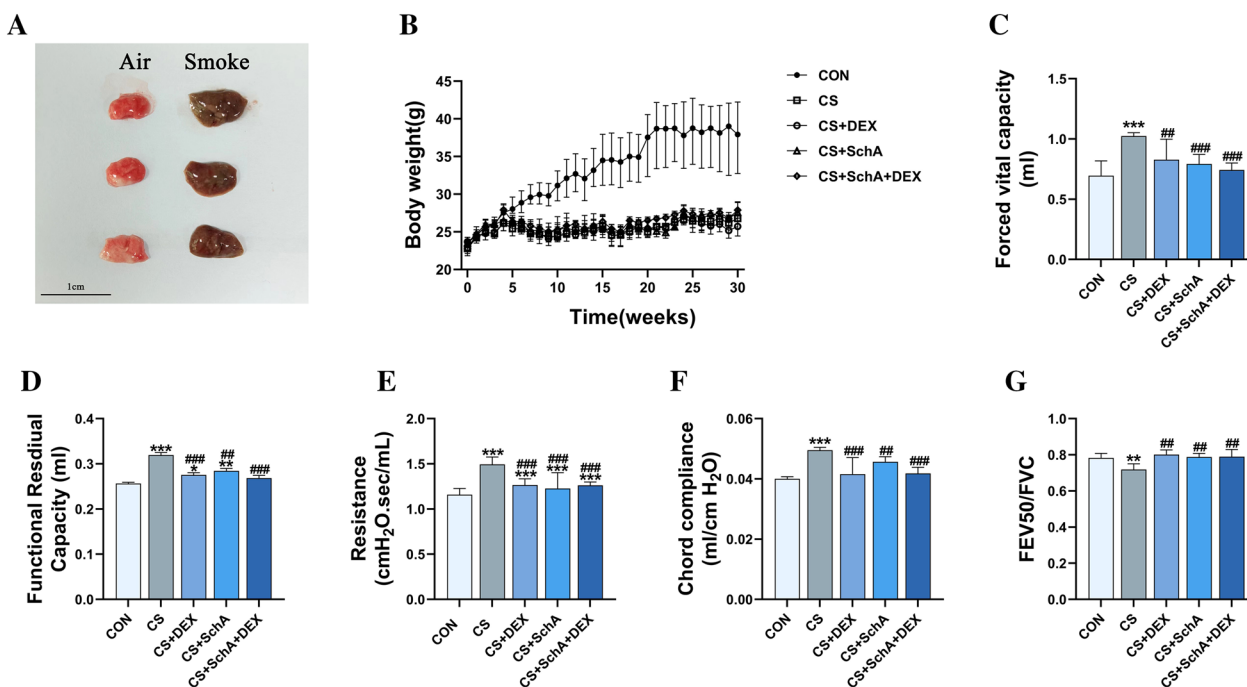 A
Air Smoke
1cm
B
Body weight(g)
45
40
35
30
25
20
0 5 10 15 20 25 30
Time(weeks)
CON
CS
CS+DEX
CS+SchA
CS+SchA+DEX
C
Forced vital capacity
(ml)
1.5
1.0
0.5
0.0
*** ## ### ###
CON CS CS+DEX CS+SchA CS+SchA+DEX
D
Functional Resdiual
Capacity (ml)
0.4
0.3
0.2
0.1
0.0
*** ### ## ###
* **
CON CS CS+DEX CS+SchA CS+SchA+DEX
E
Resistance
(cmH₂O.sec/mL)
2.0
1.5
1.0
0.5
0.0
*** ### ### ###
*** *** ***
CON CS CS+DEX CS+SchA CS+SchA+DEX
F
Chord compliance
(ml/cm H₂O)
0.06
0.04
0.02
0.00
*** ### ## ###
CON CS CS+DEX CS+SchA CS+SchA+DEX
G
FEV50/FVC
1.0
0.8
0.6
0.4
0.2
0.0
** ## ## ##
CON CS CS+DEX CS+SchA CS+SchA+DEX